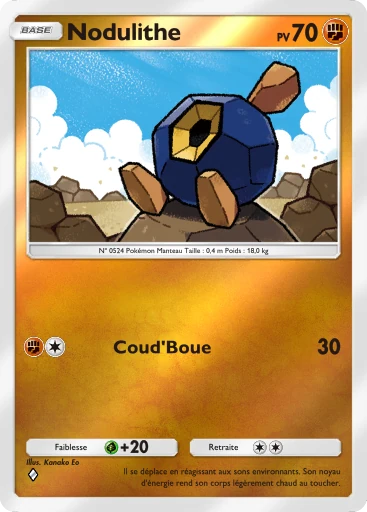 BASE Nodulithe PV 70
N° 0524 Pokémon Manteau Taille : 0,4 m Poids : 18,0 kg
Coud'Boue 30
Faiblesse +20 Retraite
Illus. Kanako Eo
Il se déplace en réagissant aux sons environnants. Son noyau
d'énergie rend son corps légèrement chaud au toucher.